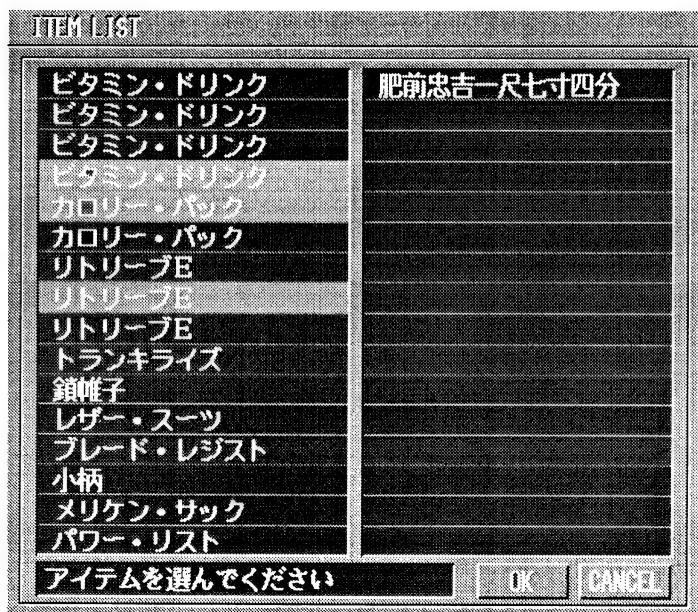 ITEM LIST
ビタミン・ドリンク
ビタミン・ドリンク
ビタミン・ドリンク
ビタミン・ドリンク
カロリー・パック
カロリー・パック
リトリーブE
リトリーブE
リトリーブE
トランキライズ
鎖帷子
レザー・スーツ
ブレード・レジスト
小柄
メリケン・サック
パワー・リスト
肥前忠吉一尺七寸四分
アイテムを選んでください
OK
CANCEL